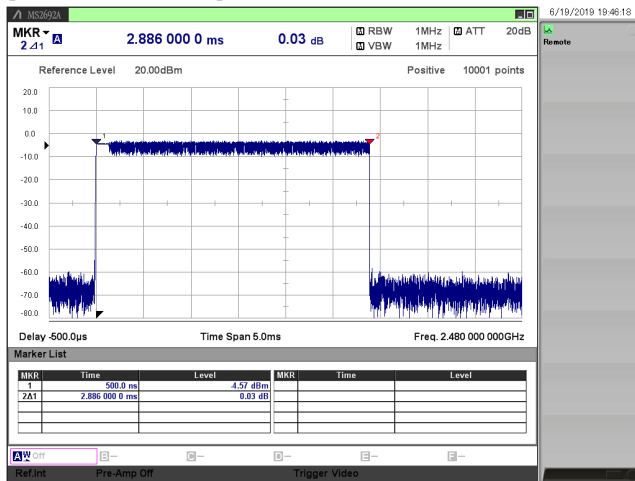 MS2692A
6/19/2019 19:46:18
MKR 2 Δ1 A 2.886 000 0 ms 0.03 dB
A RBW 1MHz A ATT 20dB
A VBW 1MHz
Remote
Reference Level 20.00dBm Positive 10001 points
20.0
10.0
0.0
-10.0
-20.0
-30.0
-40.0
-50.0
-60.0
-70.0
-80.0
1
2
Delay -500.0µs Time Span 5.0ms Freq. 2.480 000 000GHz
Marker List
MKR Time Level MKR Time Level
1 500.0 ns -4.57 dBm
2Δ1 2.886 000 0 ms 0.03 dB
A W Off B-- C-- D-- E-- F--
Ref.Int Pre-Amp Off Trigger Video